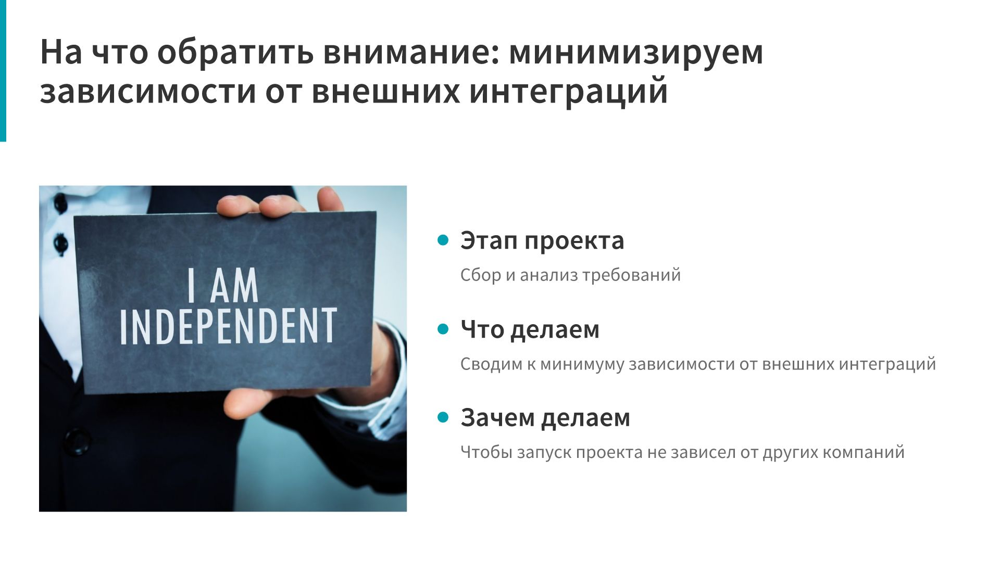 На что обратить внимание: минимизируем
зависимости от внешних интеграций
I AM
INDEPENDENT
Этап проекта
Сбор и анализ требований
Что делаем
Сводим к минимуму зависимости от внешних интеграций
Зачем делаем
Чтобы запуск проекта не зависел от других компаний